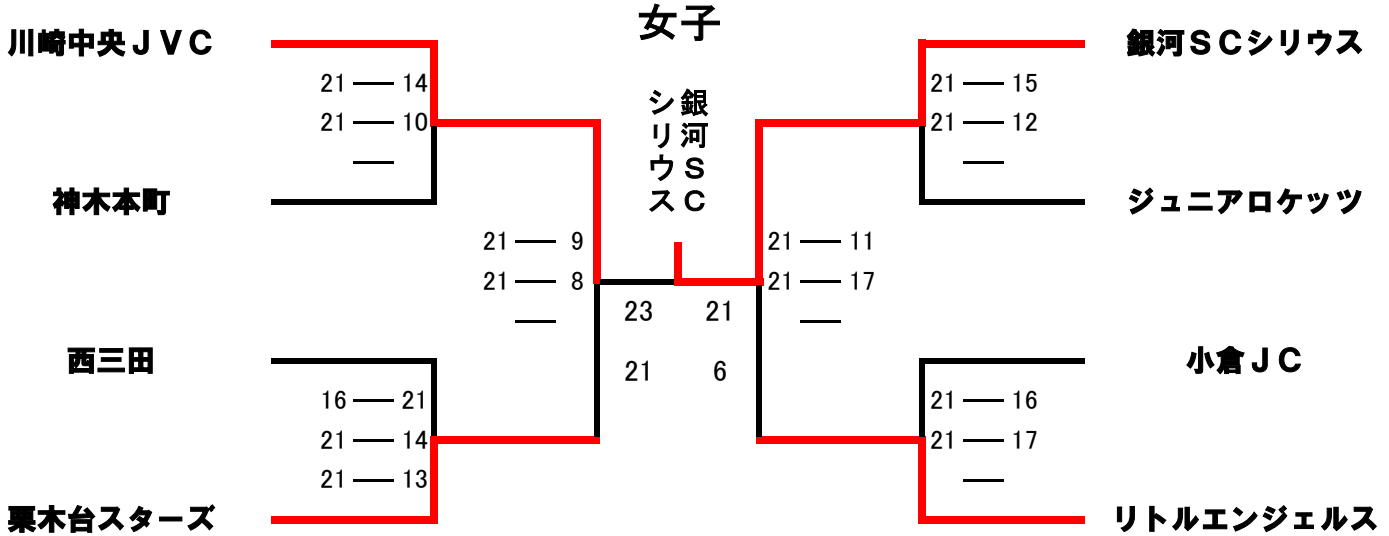 女子
川崎中央ＪＶＣ
21 — 14
21 — 10
—
神木本町
西三田
16 — 21
21 — 14
21 — 13
栗木台スターズ
21 — 9
21 — 8
—
銀河ＳＣ
シリウス
23 21
21 6
21 — 11
21 — 17
—
銀河ＳＣシリウス
21 — 15
21 — 12
—
ジュニアロケッツ
小倉ＪＣ
21 — 16
21 — 17
—
リトルエンジェルス